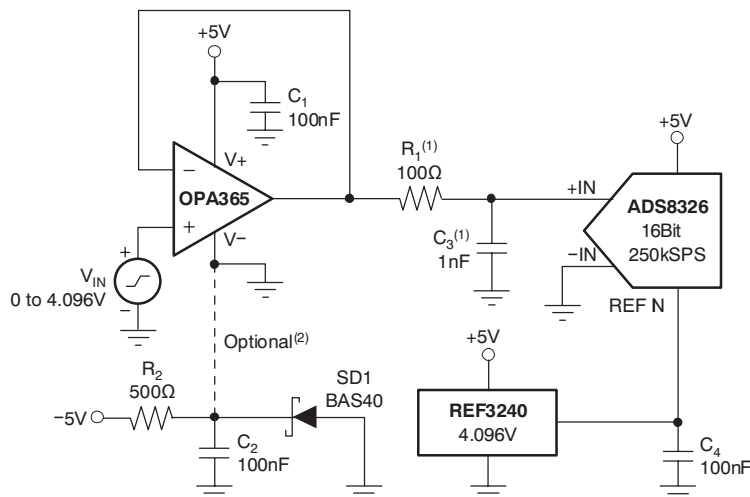 +5V
C1
100nF
V+
−
OPA365
+
V−
+
VIN
0 to 4.096V
−
R1(1)
100Ω
C3(1)
1nF
+5V
+IN
ADS8326
16Bit
250kSPS
−IN
REF N
Optional(2)
R2
500Ω
−5V
C2
100nF
SD1
BAS40
+5V
REF3240
4.096V
C4
100nF